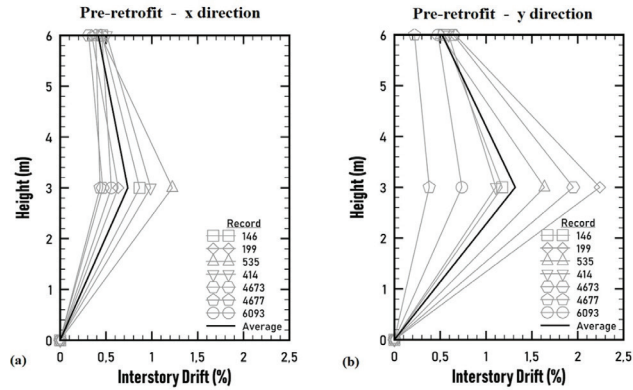 Pre-retrofit - x direction
Height (m)
6
5
4
3
2
1
0
Record
146
199
535
414
4673
4677
6093
Average
0 0,5 1 1,5 2 2,5
(a)
Interstory Drift (%)
Pre-retrofit - y direction
Height (m)
6
5
4
3
2
1
0
Record
146
199
535
414
4673
4677
6093
Average
0 0,5 1 1,5 2 2,5
(b)
Interstory Drift (%)